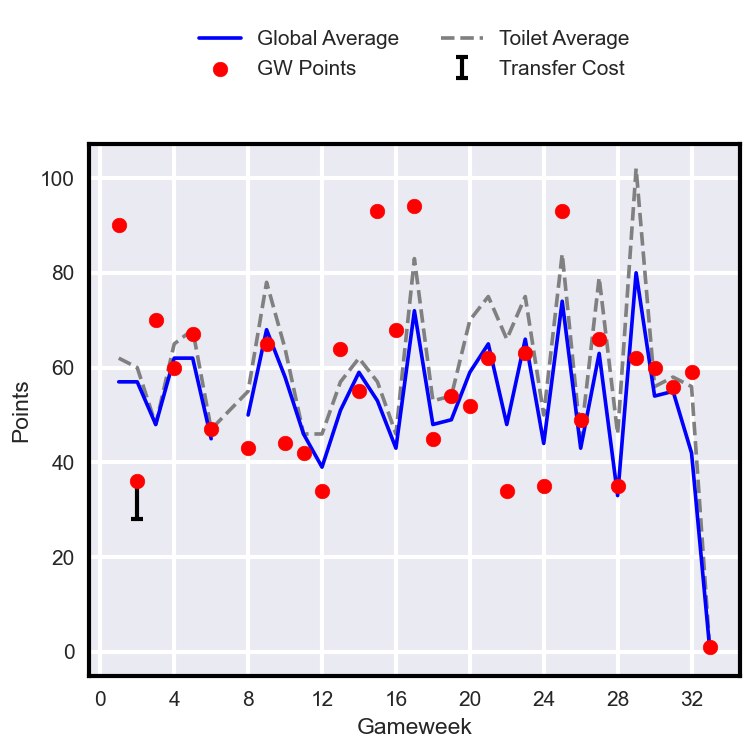 Global Average
Toilet Average
GW Points
Transfer Cost
100
80
60
40
20
0
Points
0 4 8 12 16 20 24 28 32
Gameweek